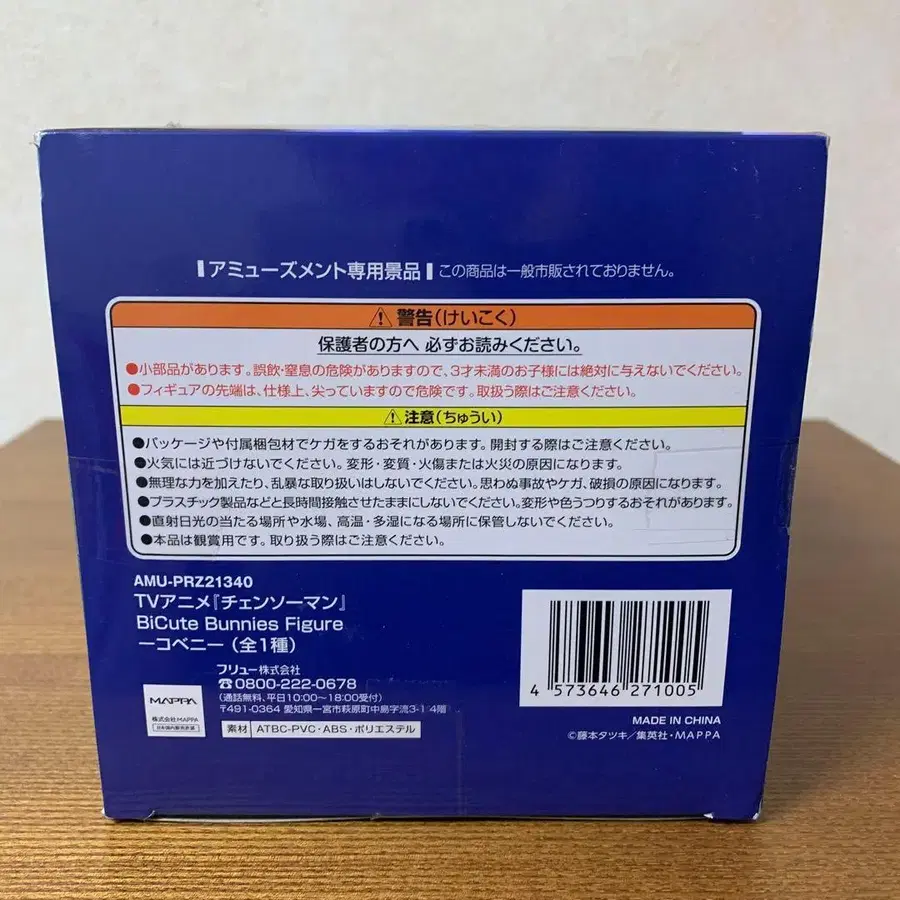 アミューズメント専用景品 この商品は一般市販されておりません。
警告(けいこく)
保護者の方へ 必ずお読みください。
●小部品があります。誤飲・窒息の危険がありますので、3才未満のお子様には絶対に与えないでください。
●フィギュアの先端は、仕様上、尖っていますので危険です。取扱う際はご注意ください。
注意(ちゅうい)
●パッケージや付属梱包材でケガをするおそれがあります。開封する際はご注意ください。
●火気には近づけないでください。変形・変質・火傷または火災の原因になります。
●無理な力を加えたり、乱暴な取り扱いはしないでください。思わぬ事故やケガ、破損の原因になります。
●プラスチック製品などと長時間接触させたままにしないでください。変形や色うつりするおそれがあります。
●直射日光の当たる場所や水場、高温・多湿になる場所に保管しないでください。
●本品は観賞用です。取り扱う際はご注意ください。
AMU-PRZ21340
TVアニメ『チェンソーマン』
BiCute Bunnies Figure
ーコベニー (全1種)
フリュー株式会社
☎0800-222-0678
(通話無料、平日10:00~18:00受付)
〒491-0364 愛知県一宮市萩原町中島字流3-1 4階
素材 ATBC-PVC・ABS・ポリエステル
MAPPA
株式会社MAPPA
日本国内販売許諾
4 573646 271005
MADE IN CHINA
©藤本タツキ/集英社・MAPPA